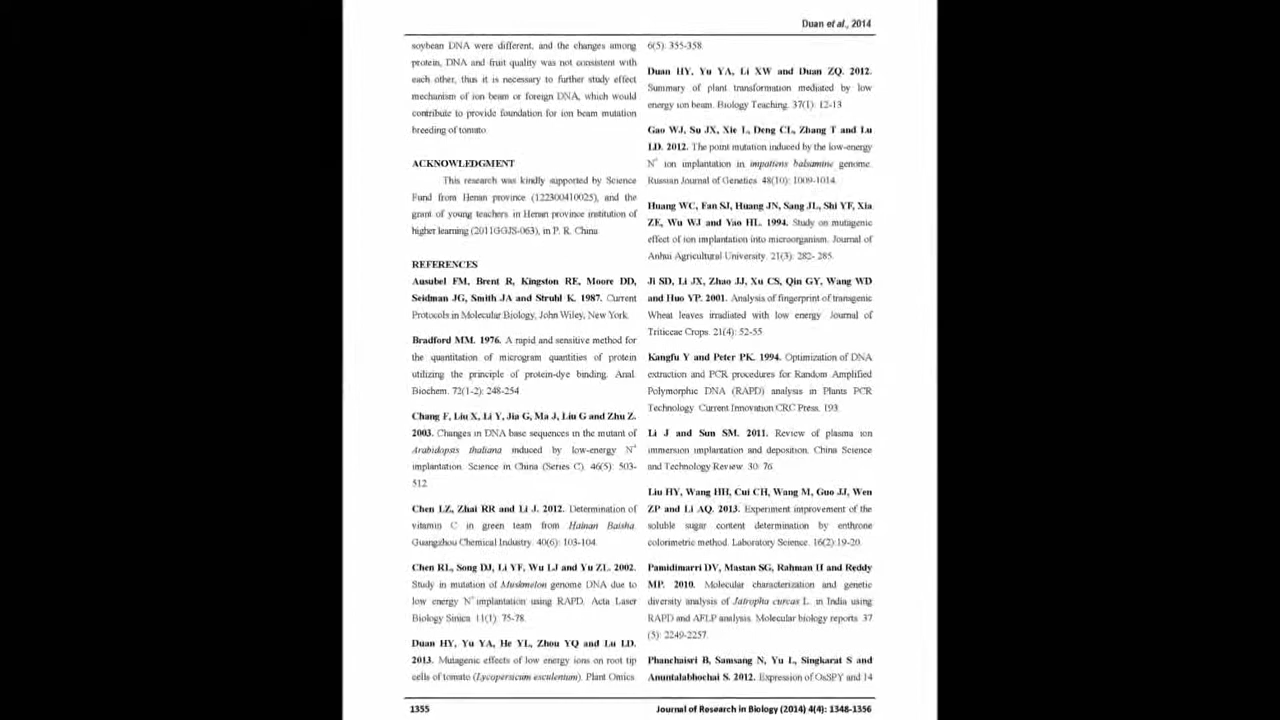 Duan et al., 2014
soybean DNA were different, and the changes among
protein, DNA and fruit quality was not consistent with
each other, thus it is necessary to further study effect
mechanism of ion beam or foreign DNA, which would
contribute to provide foundation for ion beam mutation
breeding of tomato.
ACKNOWLEDGMENT
This research was kindly supported by Science
Fund from Henan province (122300410025), and the
grant of young teachers in Henan province institution of
higher learning (2011GGJS-063), in P. R. China
REFERENCES
Ausubel FM, Brent R, Kingston RE, Moore DD,
Seidman JG, Smith JA and Struhl K. 1987. Current
Protocols in Molecular Biology, John Wiley, New York.
Bradford MM. 1976. A rapid and sensitive method for
the quantitation of microgram quantities of protein
utilizing the principle of protein-dye binding. Anal.
Biochem. 72(1-2): 248-254.
Chang F, Liu X, Li Y, Jia G, Ma J, Liu G and Zhu Z.
2003. Changes in DNA base sequences in the mutant of
Arabidopsis thaliana induced by low-energy N+
implantation. Science in China (Series C). 46(5): 503-
512.
Chen LZ, Zhai RR and Li J. 2012. Determination of
vitamin C in green team from Hainan Baisha.
Guangzhou Chemical Industry. 40(6): 103-104.
Chen RL, Song DJ, Li YF, Wu LJ and Yu ZL. 2002.
Study in mutation of Muskmelon genome DNA due to
low energy N+ implantation using RAPD. Acta Laser
Biology Sinica. 11(1): 75-78.
Duan HY, Yu YA, He YL, Zhou YQ and Lu LD.
2013. Mutagenic effects of low energy ions on root tip
cells of tomato (Lycopersicum esculentum). Plant Omics.
6(5): 355-358.
Duan HY, Yu YA, Li XW and Duan ZQ. 2012.
Summary of plant transformation mediated by low
energy ion beam. Biology Teaching. 37(1): 12-13
Gao WJ, Su JX, Xie L, Deng CL, Zhang T and Lu
LD. 2012. The point mutation induced by the low-energy
N+ ion implantation in impatiens balsamine genome.
Russian Journal of Genetics. 48(10): 1009-1014.
Huang WC, Fan SJ, Huang JN, Sang JL, Shi YF, Xia
ZE, Wu WJ and Yao HL. 1994. Study on mutagenic
effect of ion implantation into microorganism. Journal of
Anhui Agricultural University. 21(3): 282- 285.
Ji SD, Li JX, Zhao JJ, Xu CS, Qin GY, Wang WD
and Huo YP. 2001. Analysis of fingerprint of transgenic
Wheat leaves irradiated with low energy. Journal of
Triticeae Crops. 21(4): 52-55.
Kangfu Y and Peter PK. 1994. Optimization of DNA
extraction and PCR procedures for Random Amplified
Polymorphic DNA (RAPD) analysis in Plants PCR
Technology. Current Innovation CRC Press. 193.
Li J and Sun SM. 2011. Review of plasma ion
immersion implantation and deposition. China Science
and Technology Review. 30: 76
Liu HY, Wang HH, Cui CH, Wang M, Guo JJ, Wen
ZP and Li AQ. 2013. Experiment improvement of the
soluble sugar content determination by enthrone
colorimetric method. Laboratory Science. 16(2):19-20.
Pamidimarri DV, Mastan SG, Rahman H and Reddy
MP. 2010. Molecular characterization and genetic
diversity analysis of Jatropha curcas L. in India using
RAPD and AFLP analysis. Molecular biology reports. 37
(5): 2249-2257.
Phanchaisri B, Samsang N, Yu L, Singkarat S and
Anuntalabhochai S. 2012. Expression of OsSPY and 14
1355
Journal of Research in Biology (2014) 4(4): 1348-1356